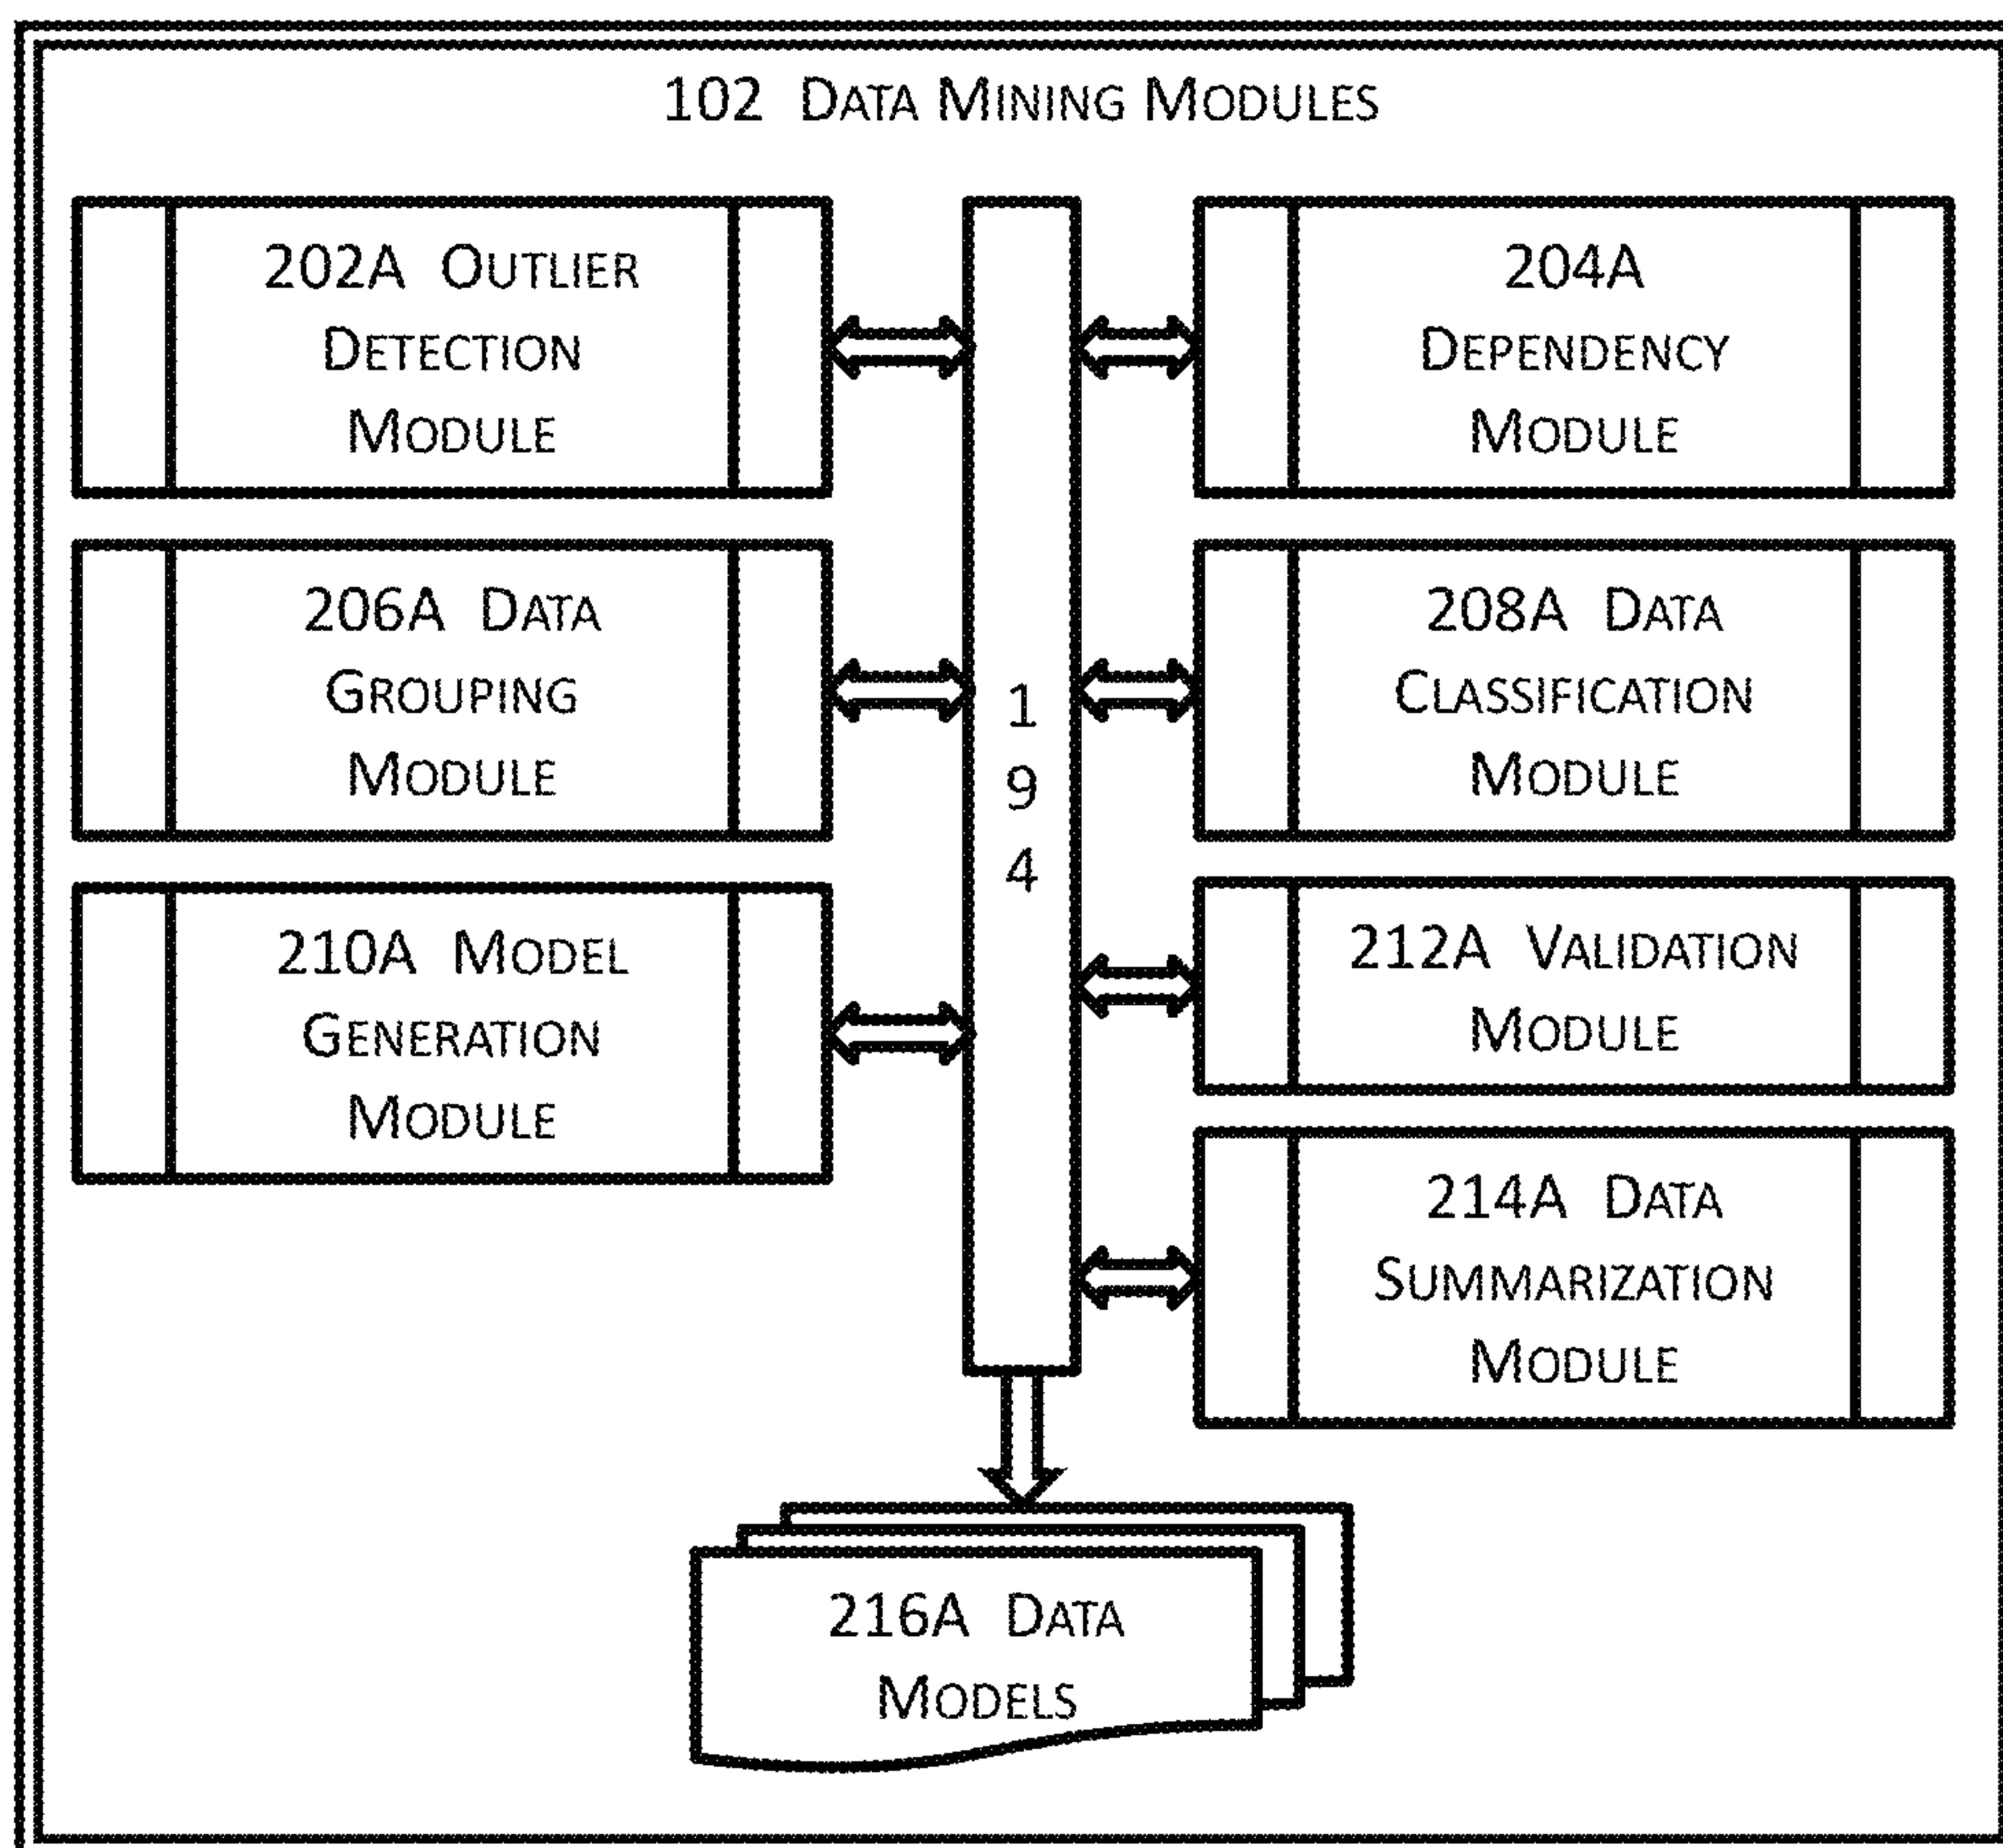 102 DATA MINING MODULES
202A OUTLIER
DETECTION
MODULE
204A
DEPENDENCY
MODULE
206A DATA
GROUPING
MODULE
208A DATA
CLASSIFICATION
MODULE
1
9
4
210A MODEL
GENERATION
MODULE
212A VALIDATION
MODULE
214A DATA
SUMMARIZATION
MODULE
216A DATA
MODELS